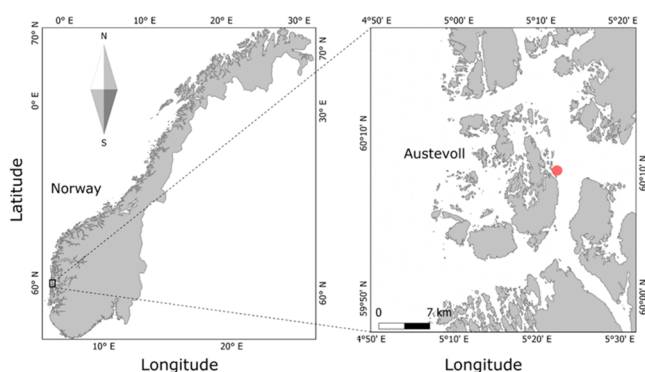 0° E 10° E 20° E 30° E
70° N
N
S
0° E
70° N
30° E
Latitude
Norway
60° N
60° N
10° E 20° E
Longitude
4°50' E 5°00' E 5°10' E 5°20' E
60°10' N
Austevoll
60°10' N
59°50' N
60°00' N
0 7 km
4°50' E 5°10' E 5°20' E 5°30' E
Longitude